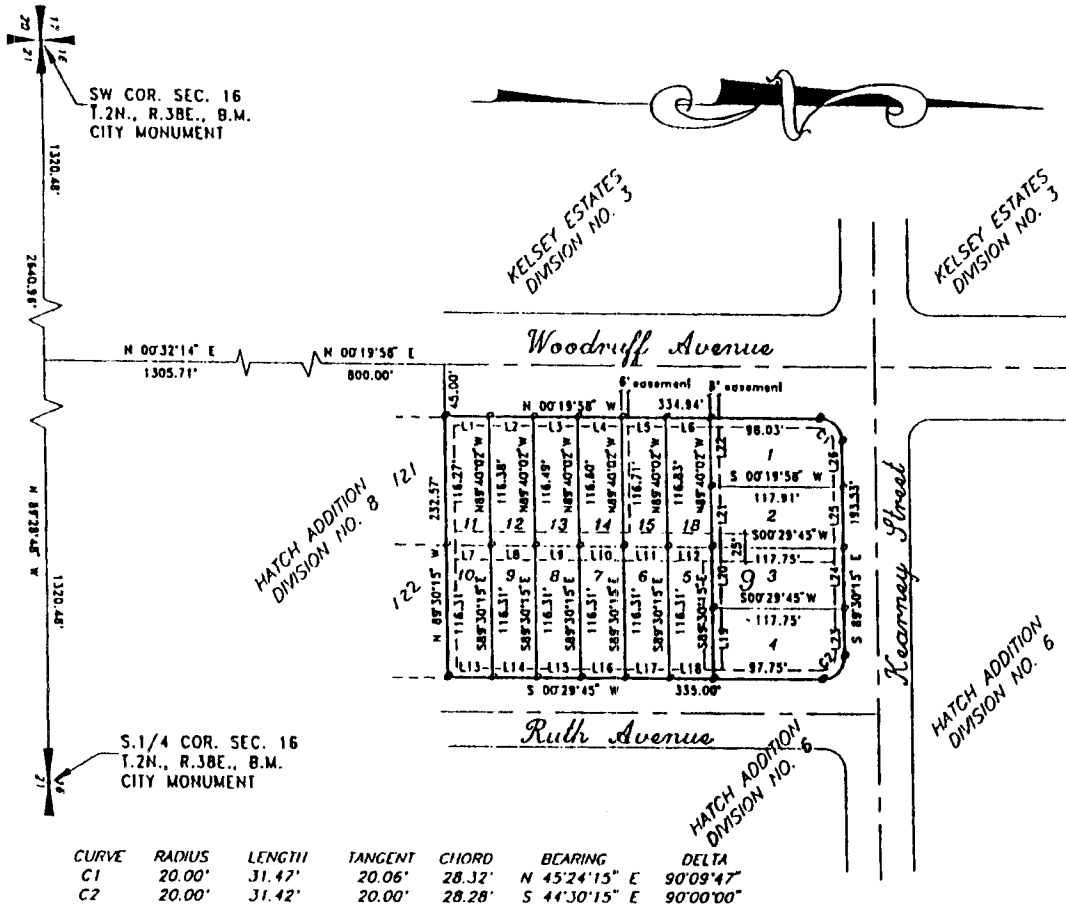 17
20
16
21
SW COR. SEC. 16
T.2N., R.38E., B.M.
CITY MONUMENT
1320.48'
2640.96'
N 89°28'48" W
1320.48'
S.1/4 COR. SEC. 16
T.2N., R.38E., B.M.
CITY MONUMENT
16
21
N 00°32'14" E
1305.71'
N 00°19'58" E
800.00'
45.00'
KELSEY ESTATES
DIVISION NO. 3
KELSEY ESTATES
DIVISION NO. 3
Woodruff Avenue
6' easement
8' easement
N 00°19'58" W
334.94'
L1
L2
L3
L4
L5
L6
98.03'
C1
HATCH ADDITION
DIVISION NO. 8
121
122
232.57'
N 89°30'15" W
116.27'
116.38'
N89°40'02"W
116.49'
N89°40'02"W
116.60'
N89°40'02"W
116.71'
N89°40'02"W
116.83'
N89°40'02"W
11
12
13
14
15
18
L22
L21
L20
L19
1
S 00°19'58" W
117.91'
2
S00°29'45" W
117.75'
25'
9
3
S00°29'45" W
117.75'
4
97.75'
C2
L26
L25
L24
L23
193.33'
S 89°30'15" E
L7
L8
L9
L10
L11
L12
10
9
8
7
6
5
116.31'
S89°30'15"E
116.31'
S89°30'15"E
116.31'
S89°30'15"E
116.31'
S89°30'15"E
116.31'
S89°30'15"E
116.31'
S89°30'15"E
L13
L14
L15
L16
L17
L18
S 00°29'45" W
335.00'
Ruth Avenue
Kearney Street
HATCH ADDITION
DIVISION NO. 6
HATCH ADDITION
DIVISION NO. 6
CURVE RADIUS LENGTH TANGENT CHORD BEARING DELTA
C1 20.00' 31.47' 20.06' 28.32' N 45°24'15" E 90°09'47"
C2 20.00' 31.42' 20.00' 28.28' S 44°30'15" E 90°00'00"